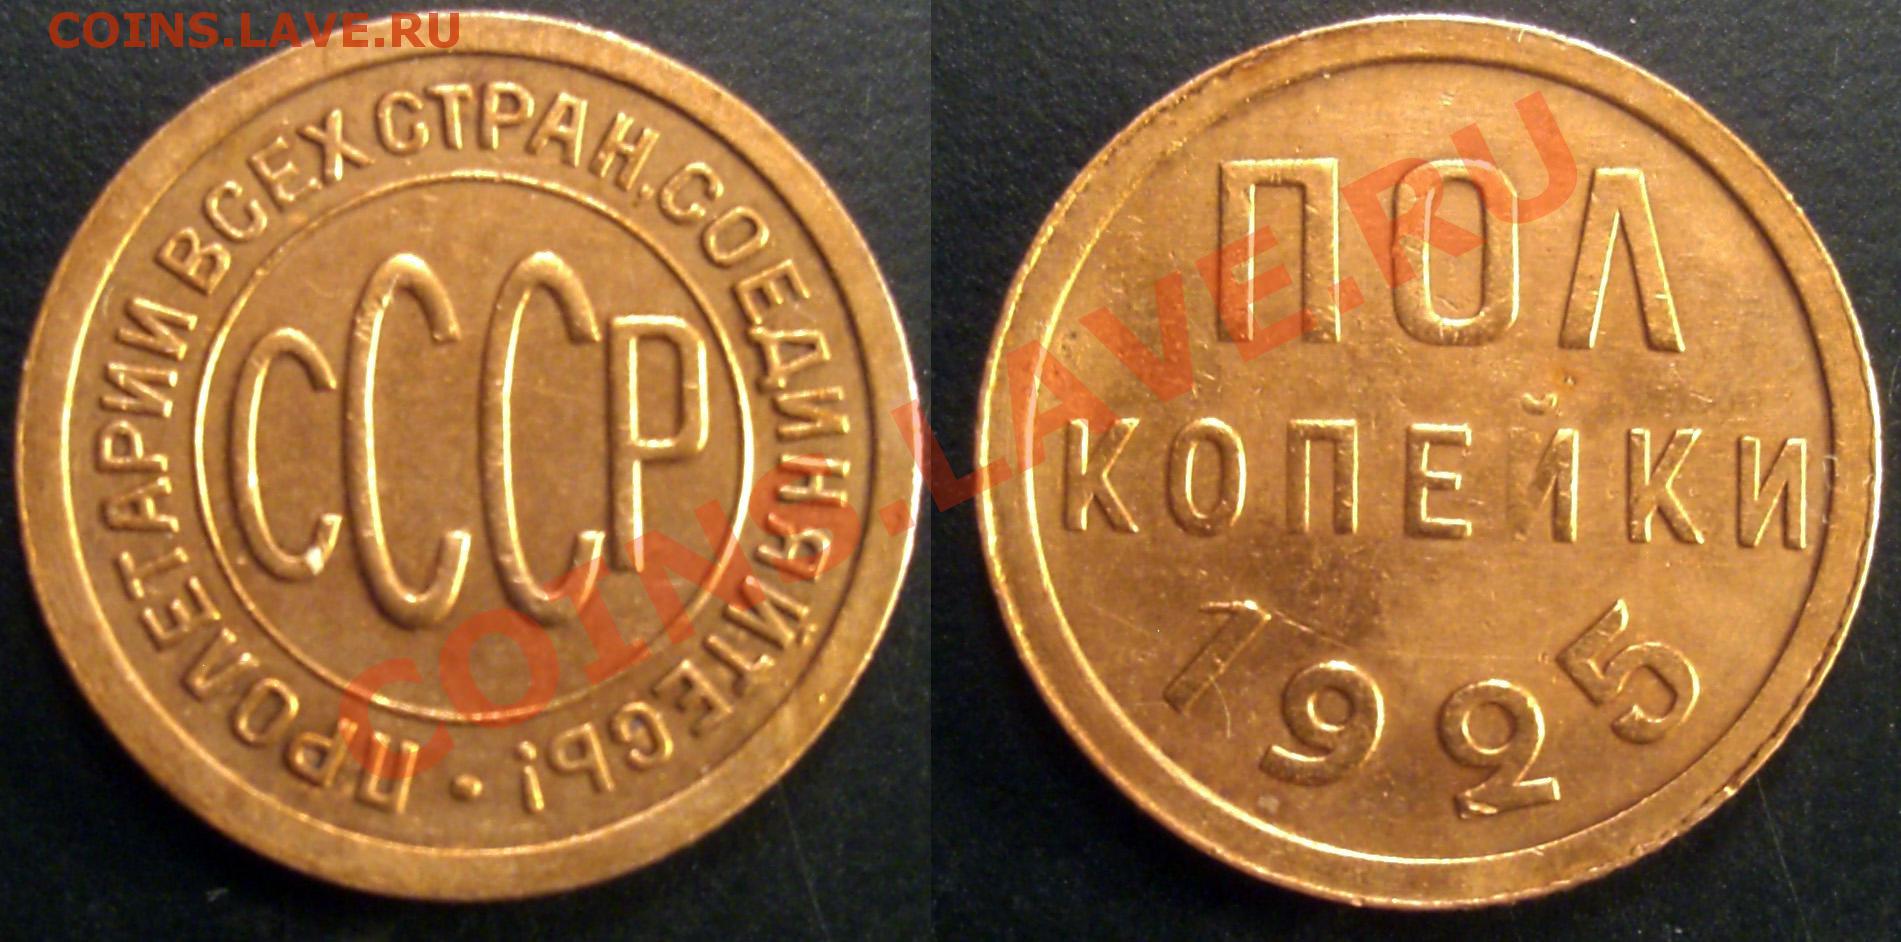 COINS.LAVE.RU
ПРОЛЕТАРИИ ВСЕХ СТРАН, СОЕДИНЯЙТЕСЬ! •
СССР
ПОЛ
КОПЕЙКИ
1925
COINS.LAVE.RU